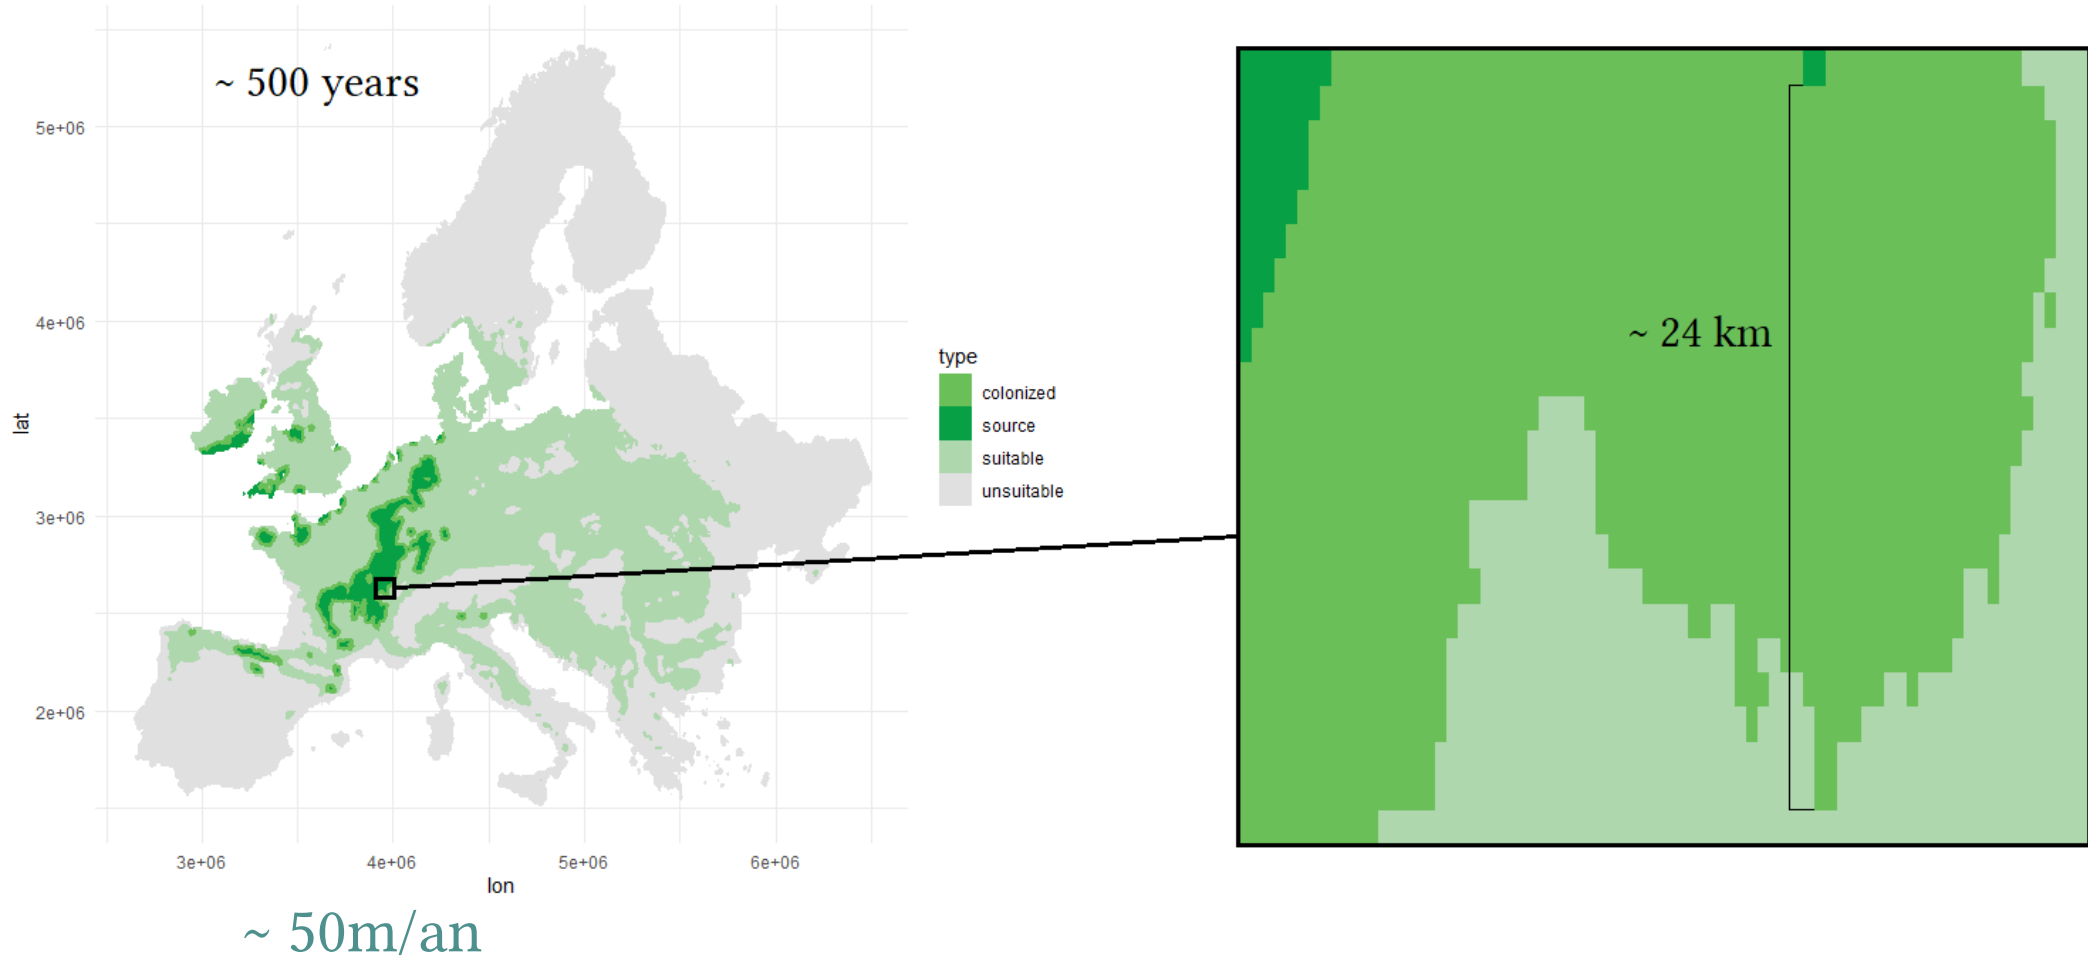 ~ 500 years
5e+06
4e+06
3e+06
2e+06
lat
3e+06
4e+06
5e+06
6e+06
lon
type
colonized
source
suitable
unsuitable
~ 24 km
~ 50m/an